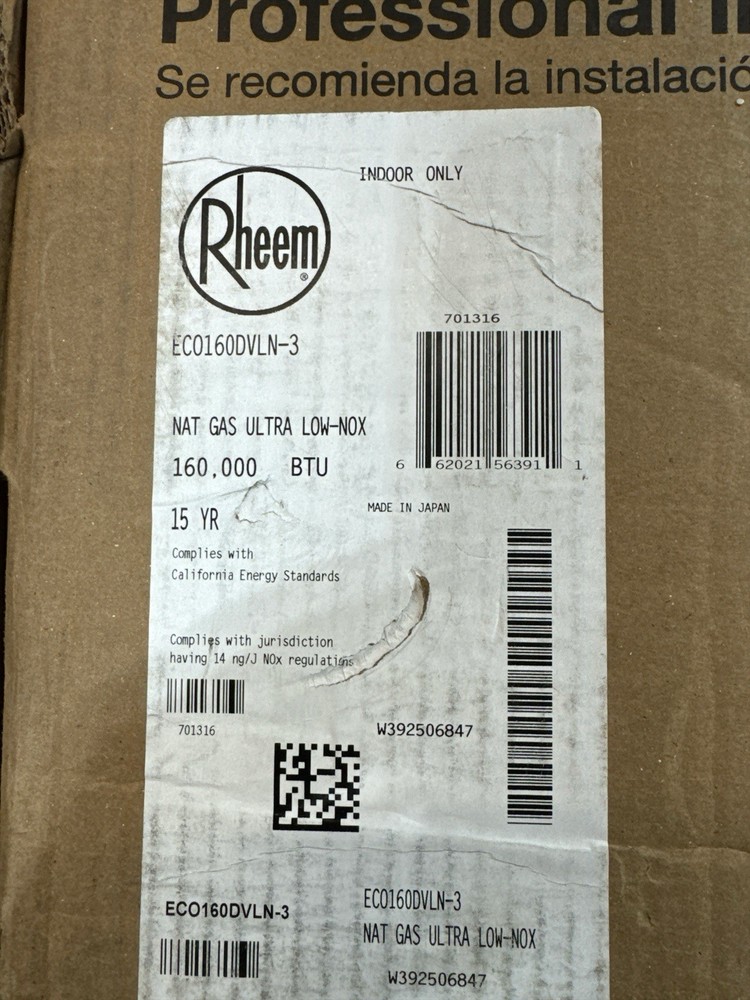 Professional
Se recomienda la instalació
INDOOR ONLY
Rheem®
701316
ECO160DVLN-3
NAT GAS ULTRA LOW-NOX
160,000 BTU
6 62021 56391 1
15 YR
MADE IN JAPAN
Complies with
California Energy Standards
Complies with jurisdiction
having 14 ng/J NOx regulations
701316
W392506847
ECO160DVLN-3
ECO160DVLN-3
NAT GAS ULTRA LOW-NOX
W392506847